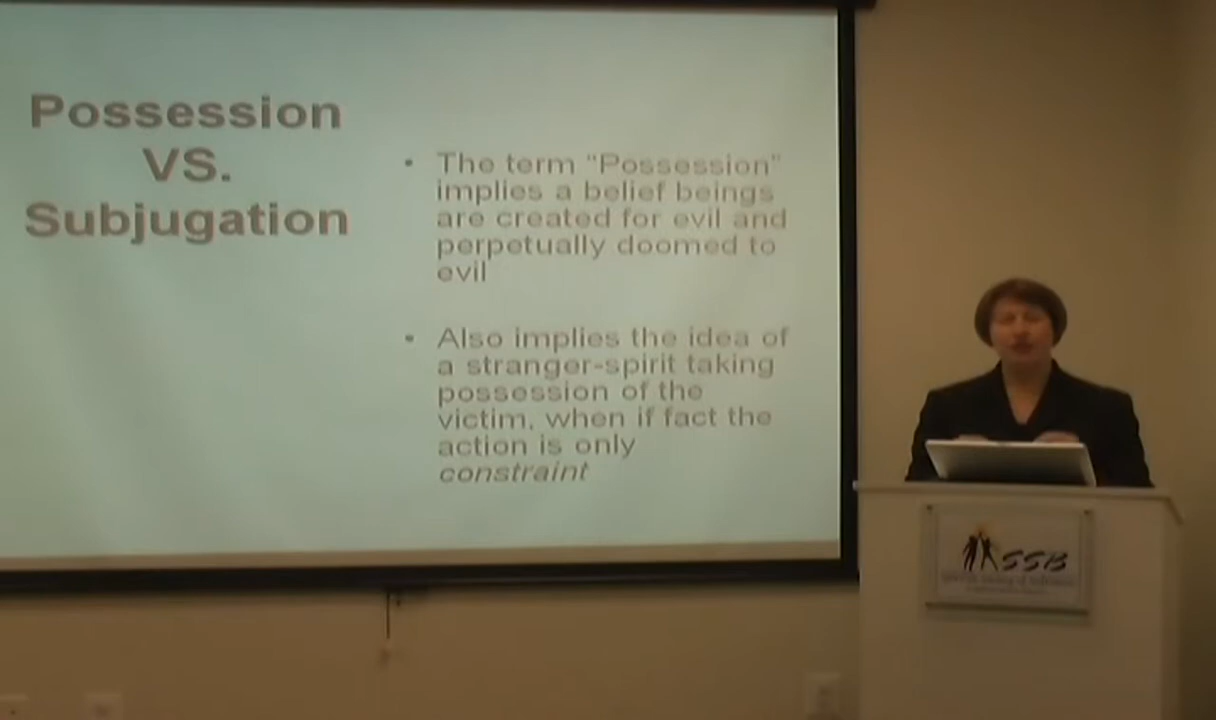 Possession
VS.
Subjugation
• The term "Possession"
implies a belief beings
are created for evil and
perpetually doomed to
evil
• Also implies the idea of
a stranger-spirit taking
possession of the
victim, when if fact the
action is only
constraint
SSB